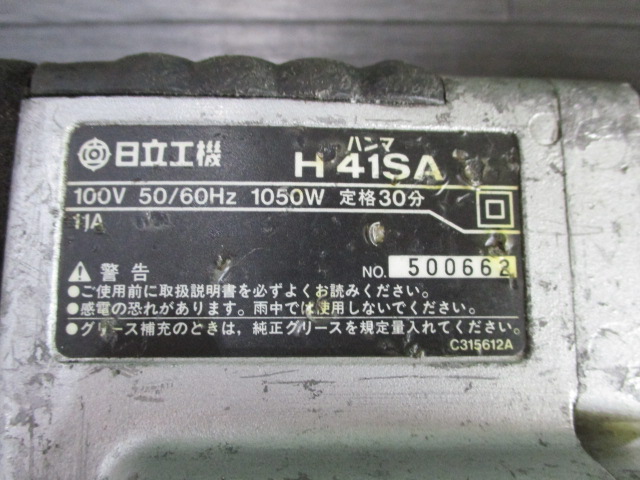 日立工機
ハンマ
H 41SA
100V 50/60Hz 1050W 定格30分
11A
警告
NO. 500662
●ご使用前に取扱説明書を必ずよくお読みください。
●感電の恐れがあります。雨中では使用しないでください。
●グリース補充のときは,純正グリースを規定量入れてください。
C315612A